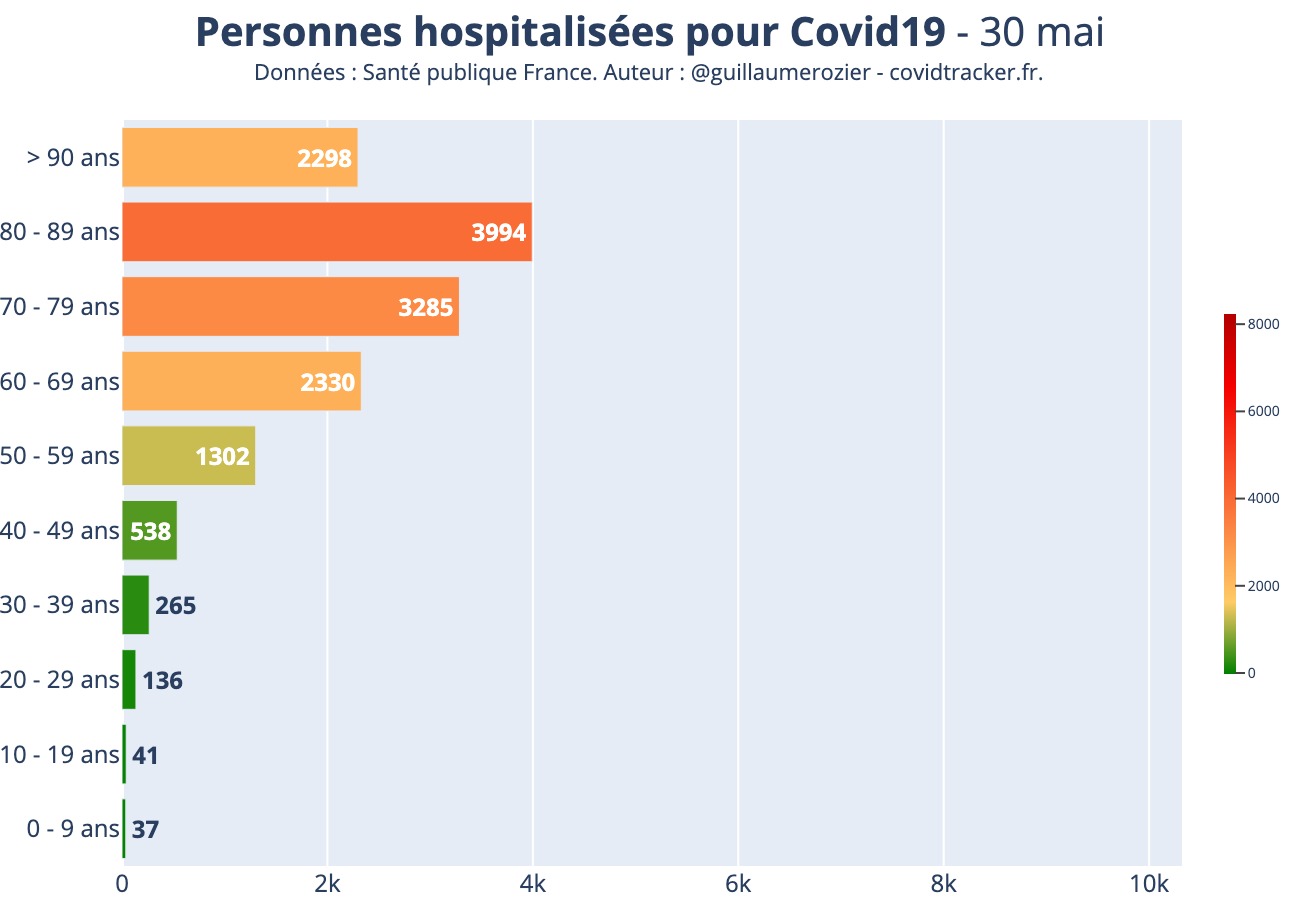 Personnes hospitalisées pour Covid19 - 30 mai
Données : Santé publique France. Auteur : @guillaumerozier - covidtracker.fr.
> 90 ans 2298
80 - 89 ans 3994
70 - 79 ans 3285
60 - 69 ans 2330
50 - 59 ans 1302
40 - 49 ans 538
30 - 39 ans 265
20 - 29 ans 136
10 - 19 ans 41
0 - 9 ans 37
0 2k 4k 6k 8k 10k
8000
6000
4000
2000
0